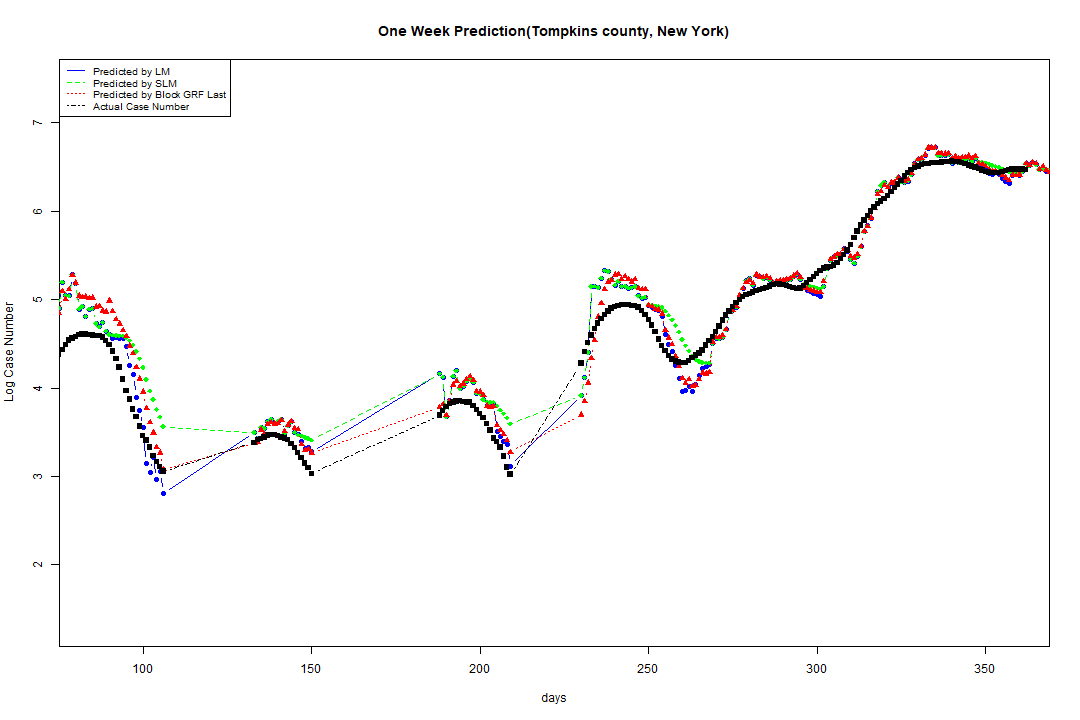 One Week Prediction(Tompkins county, New York)
Predicted by LM
Predicted by SLM
Predicted by Block GRF Last
Actual Case Number
7
6
5
4
3
2
Log Case Number
100 150 200 250 300 350
days